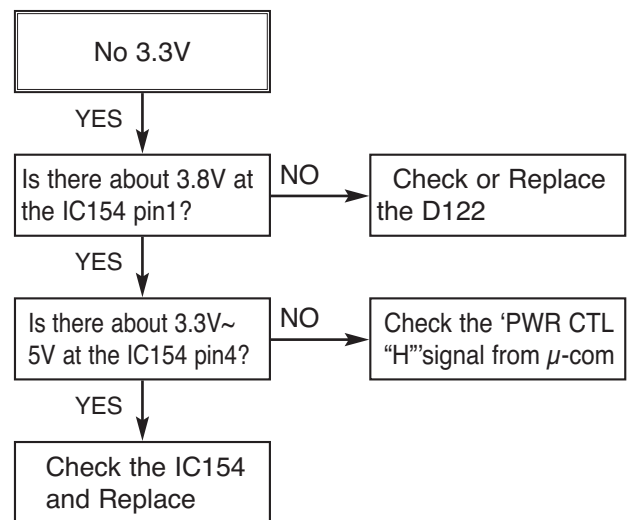 No 3.3V
YES
Is there about 3.8V at
the IC154 pin1?
NO
Check or Replace
the D122
YES
Is there about 3.3V~
5V at the IC154 pin4?
NO
Check the ‘PWR CTL
“H”’signal from μ-com
YES
Check the IC154
and Replace